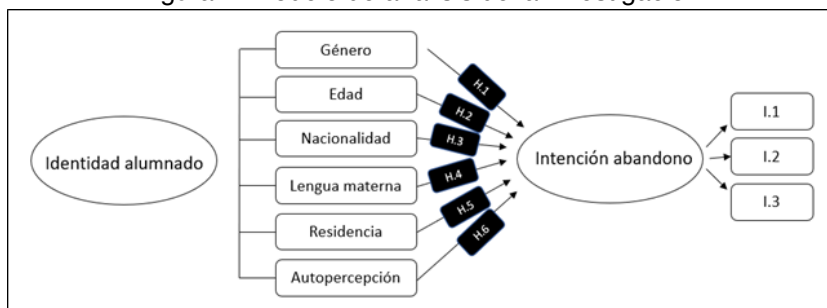 Género
Edad
Nacionalidad
Lengua materna
Residencia
Autopercepción
Identidad alumnado
H.1
H.2
H.3
H.4
H.5
H.6
Intención abandono
I.1
I.2
I.3